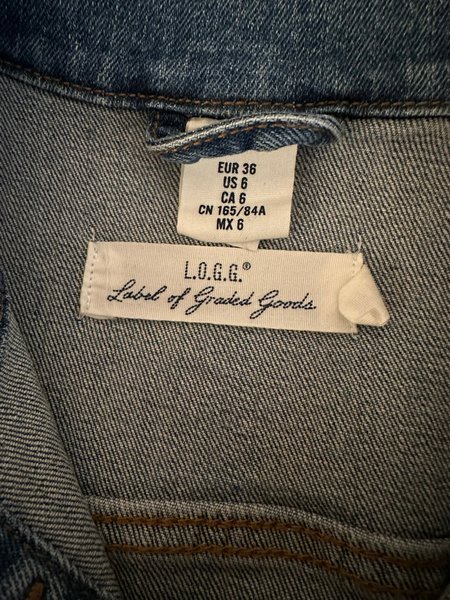 EUR 36
US 6
CA 6
CN 165/84A
MX 6
L.O.G.G.®
Label of Graded Goods